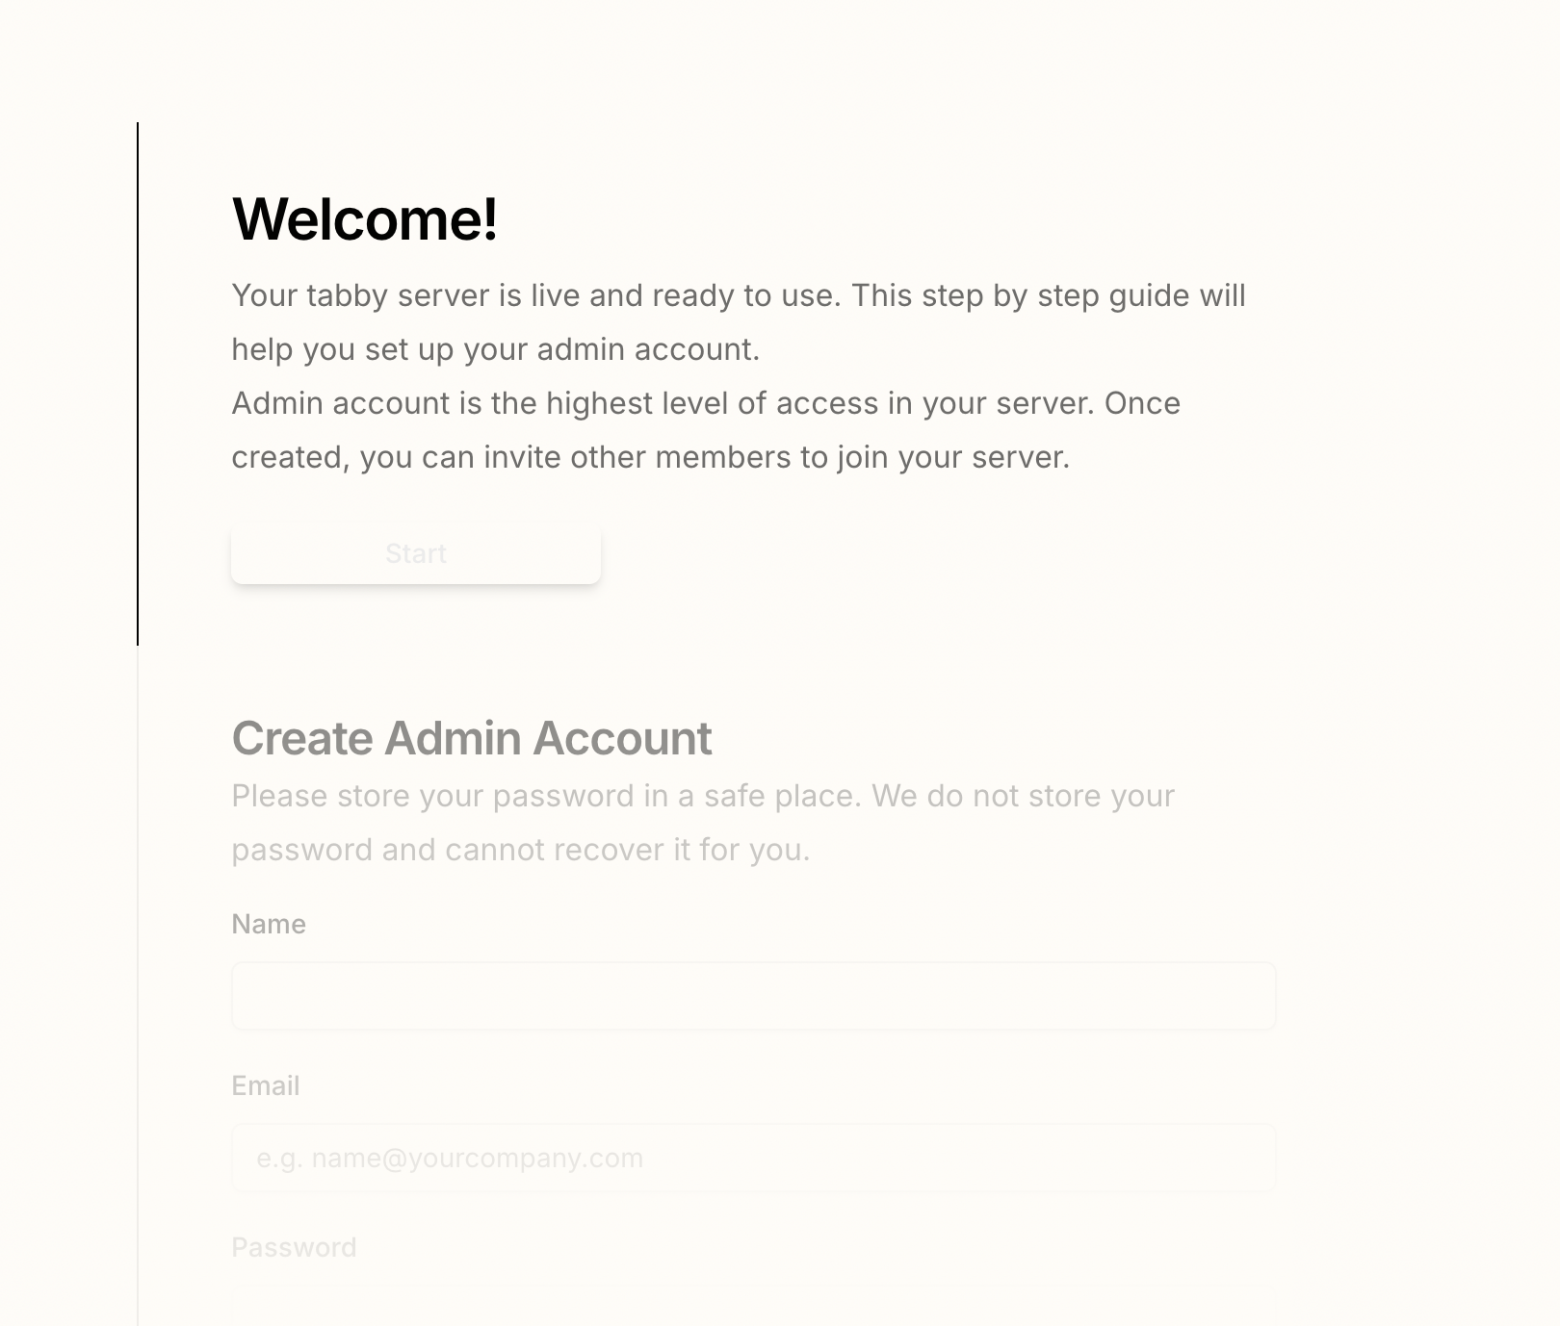 Welcome!
Your tabby server is live and ready to use. This step by step guide will
help you set up your admin account.
Admin account is the highest level of access in your server. Once
created, you can invite other members to join your server.
Start
Create Admin Account
Please store your password in a safe place. We do not store your
password and cannot recover it for you.
Name
Email
e.g. name@yourcompany.com
Password